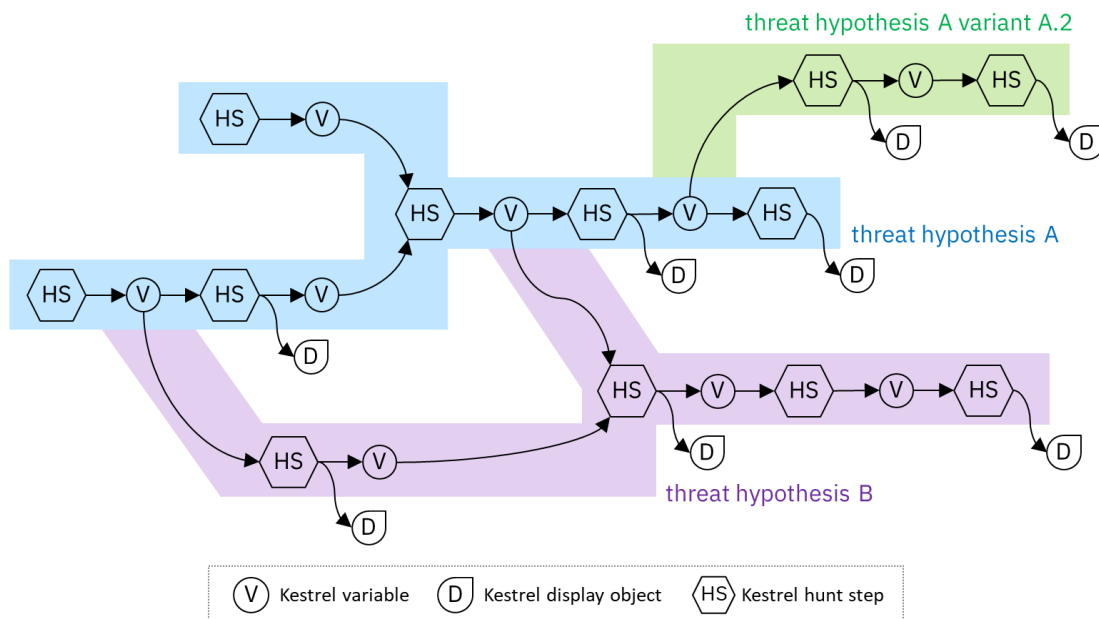 threat hypothesis A variant A.2
HS V HS
HS V D D
HS V HS V HS
threat hypothesis A
D D
HS V HS V
D
HS V HS V HS
D D
HS V
threat hypothesis B
D
V Kestrel variable D Kestrel display object HS Kestrel hunt step